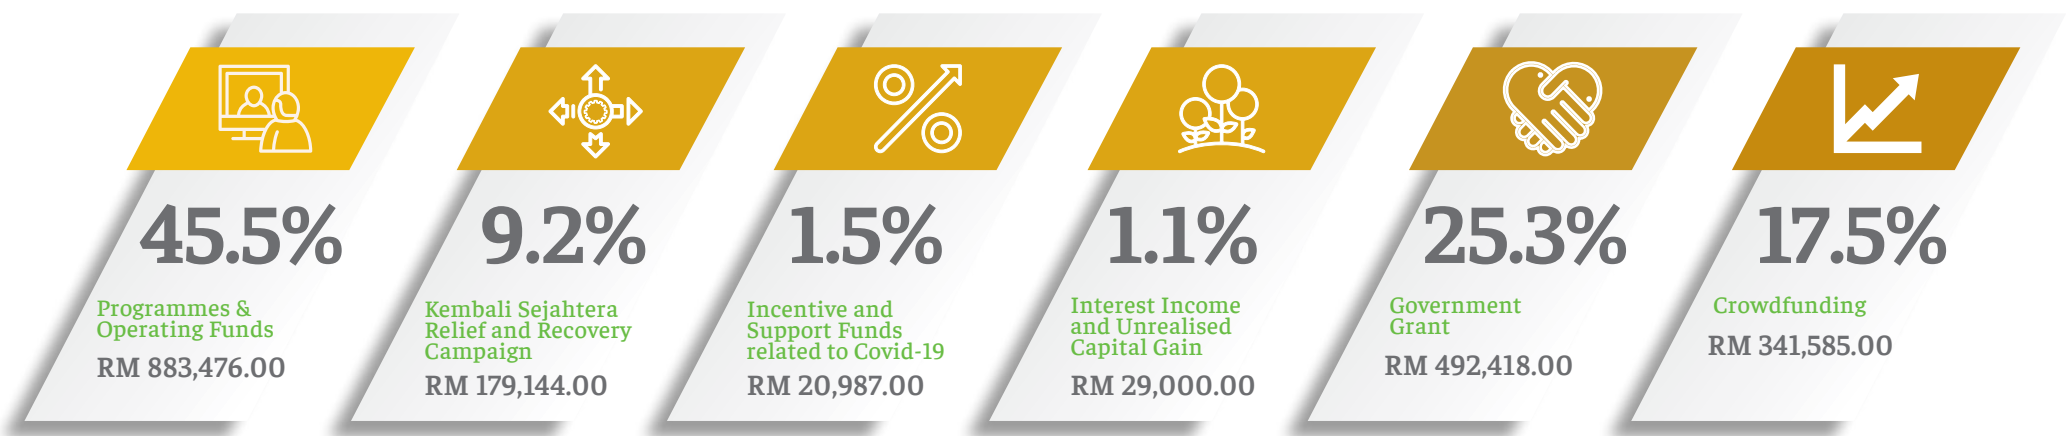 45.5%
Programmes &
Operating Funds
RM 883,476.00
9.2%
Kembali Sejahtera
Relief and Recovery
Campaign
RM 179,144.00
1.5%
Incentive and
Support Funds
related to Covid-19
RM 20,987.00
1.1%
Interest Income
and Unrealised
Capital Gain
RM 29,000.00
25.3%
Government
Grant
RM 492,418.00
17.5%
Crowdfunding
RM 341,585.00